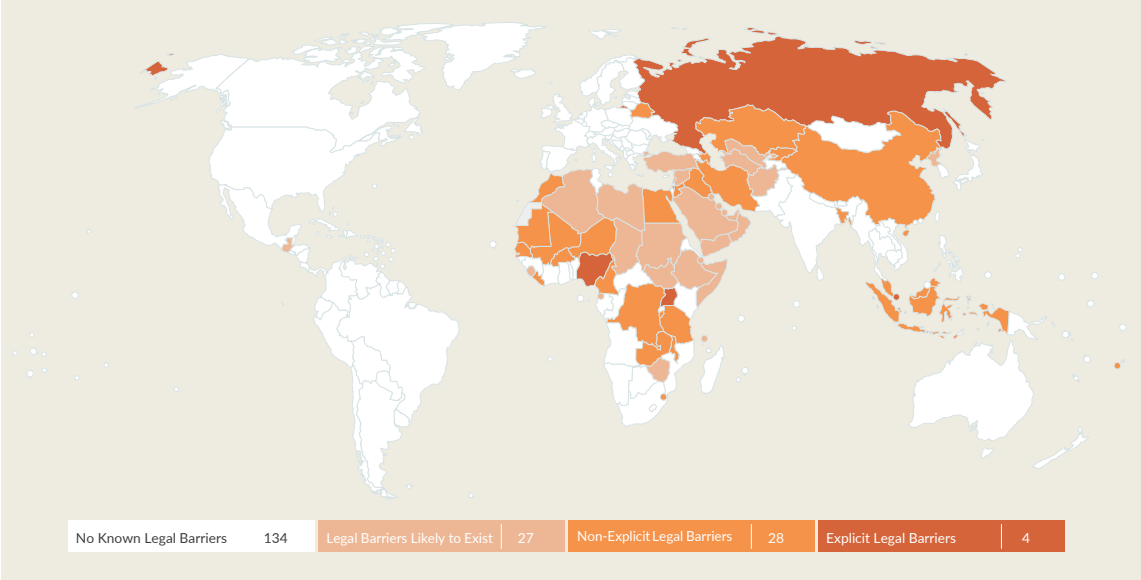 No Known Legal Barriers 134
Legal Barriers Likely to Exist 27
Non-Explicit Legal Barriers 28
Explicit Legal Barriers 4